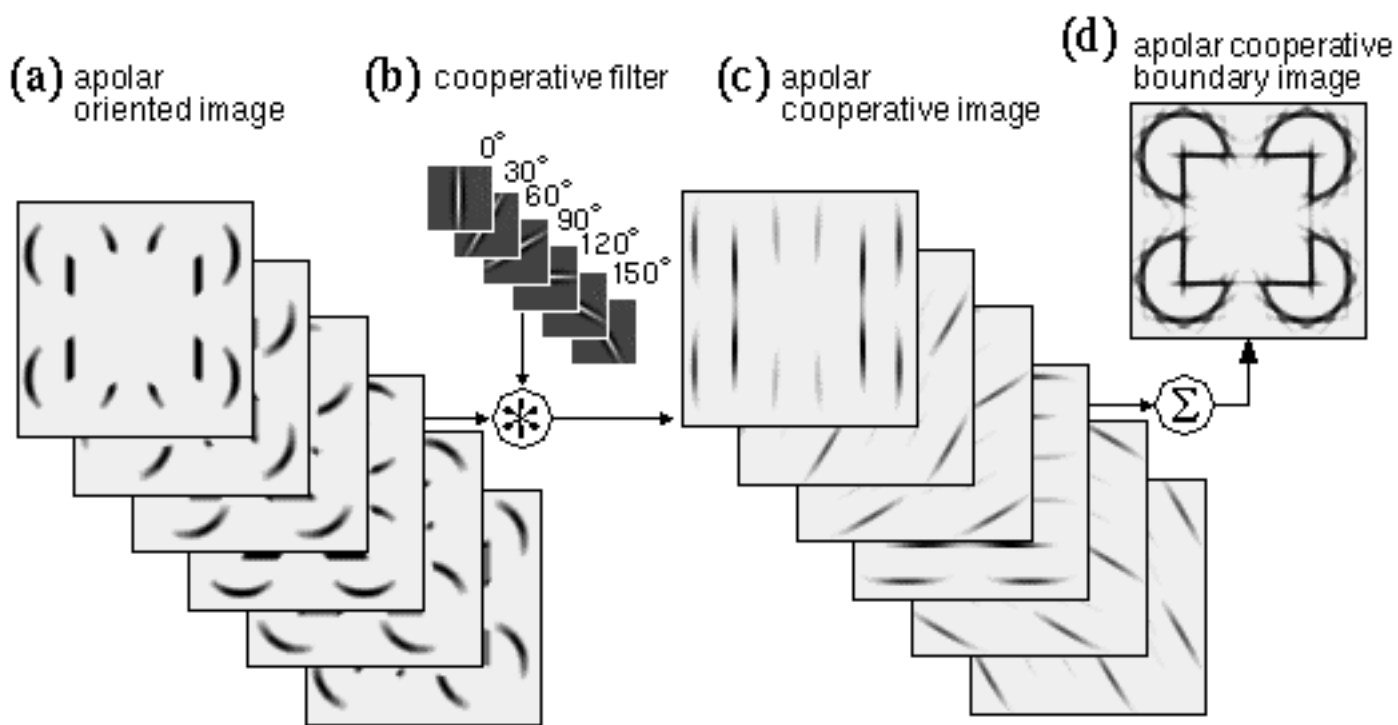 (a) apolar
oriented image
(b) cooperative filter
0°
30°
60°
90°
120°
150°
(c) apolar
cooperative image
Σ
(d) apolar cooperative
boundary image